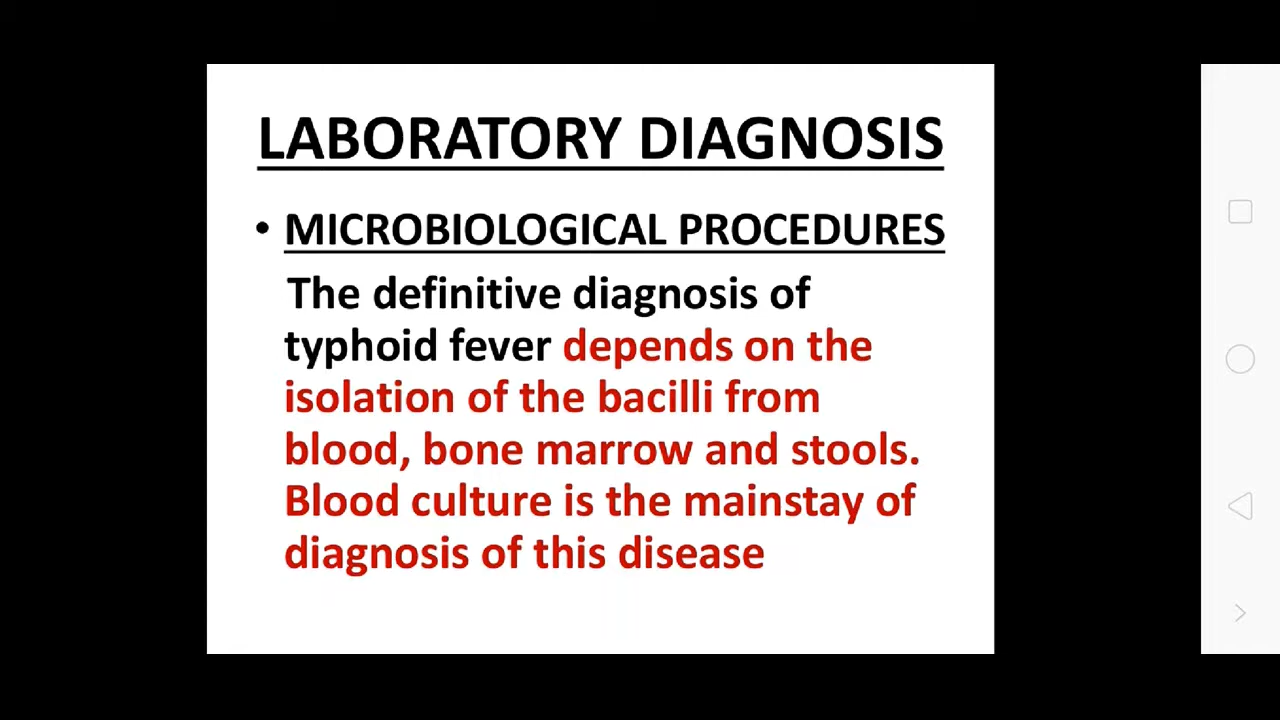 LABORATORY DIAGNOSIS
• MICROBIOLOGICAL PROCEDURES
The definitive diagnosis of
typhoid fever depends on the
isolation of the bacilli from
blood, bone marrow and stools.
Blood culture is the mainstay of
diagnosis of this disease